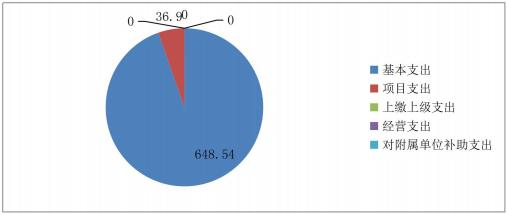 0
36.9
0
0
648.54
基本支出
项目支出
上缴上级支出
经营支出
对附属单位补助支出